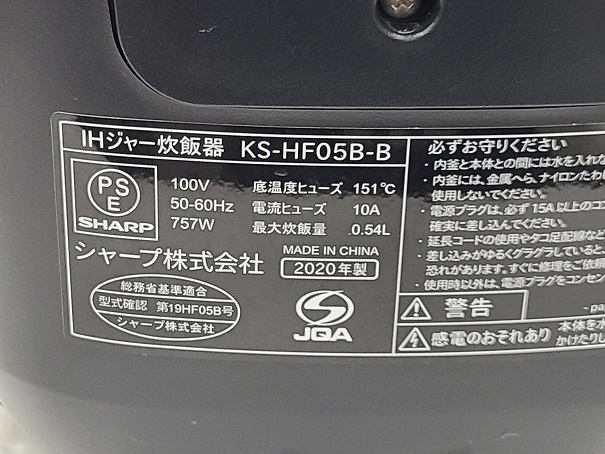 IHジャー炊飯器 KS-HF05B-B
PSE
SHARP
100V 底温度ヒューズ 151℃
50-60Hz 電流ヒューズ 10A
757W 最大炊飯量 0.54L
シャープ株式会社
MADE IN CHINA
2020年製
総務省基準適合
型式確認 第19HF05B号
シャープ株式会社
JQA
必ずお守りください
・内釜と本体との間には水を入れな
・内釜には、金属へら、ナイロンたわ
使用しないでください。
・電源プラグは、必ず15A以上のコン
確実に差し込んでください。
・延長コードの使用やタコ足配線など
・差し込みがゆるくグラグラしている
恐れがあります。すぐに修理をご依頼
・使用時以外は、電源プラグをコンセン
警告
感電のおそれあり
本体を水
かけたりし